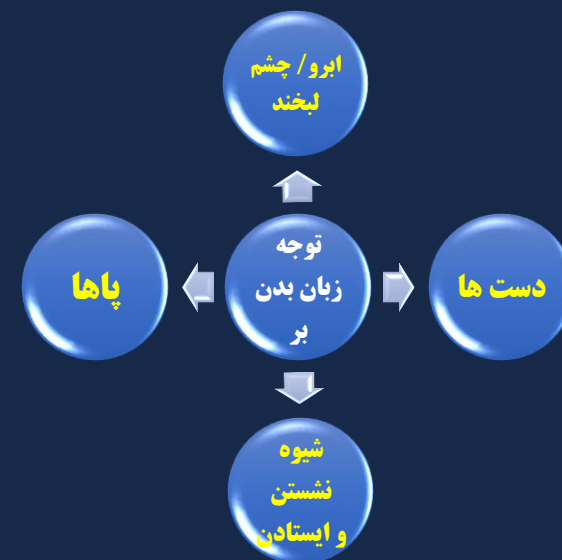 ابرو/ چشم
لبخند
توجه
زبان بدن
بر
دست ها
پاها
شیوه
نشستن
و ایستادن